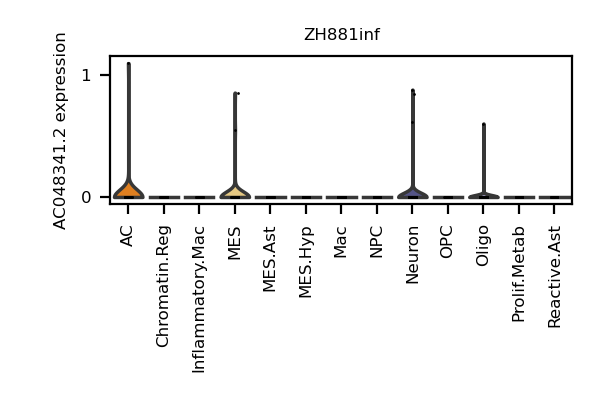 ZH881inf
AC048341.2 expression
1
0
AC
Chromatin.Reg
Inflammatory.Mac
MES
MES.Ast
MES.Hyp
Mac
NPC
Neuron
OPC
Oligo
Prolif.Metab
Reactive.Ast